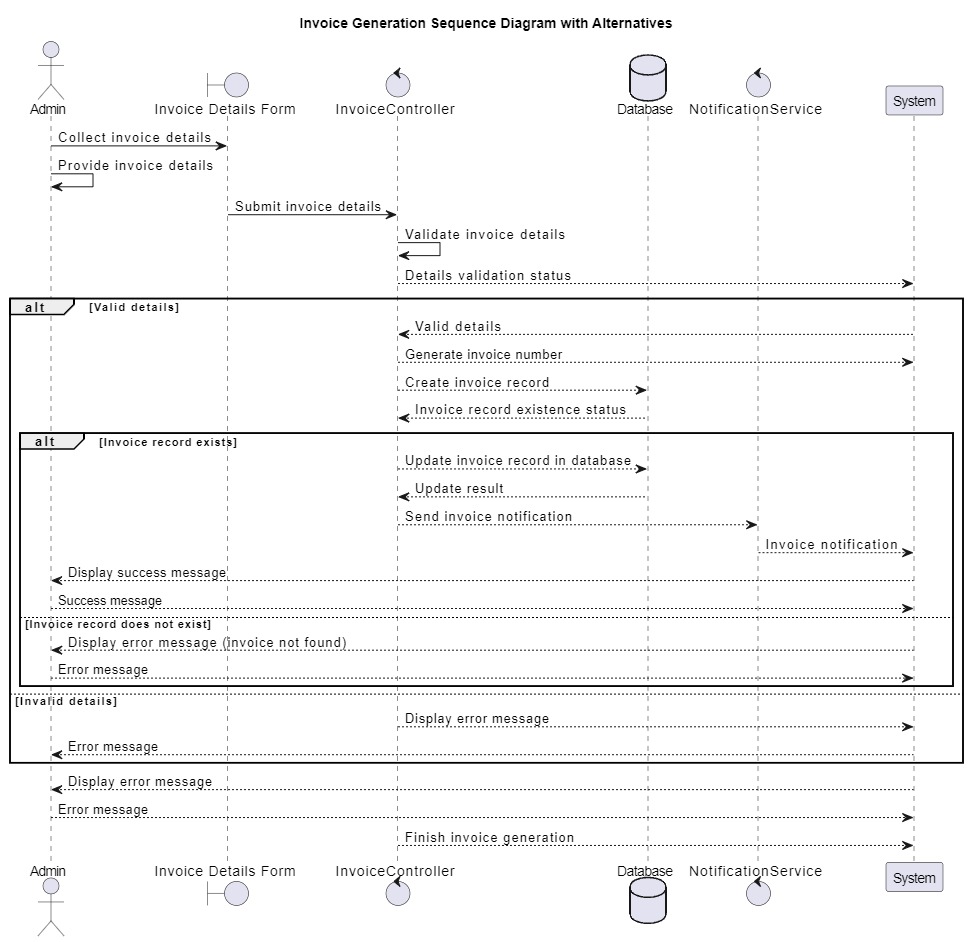 Invoice Generation Sequence Diagram with Alternatives
Admin
Invoice Details Form
InvoiceController
Database
NotificationService
System
Collect invoice details
Provide invoice details
Submit invoice details
Validate invoice details
Details validation status
alt
[Valid details]
Valid details
Generate invoice number
Create invoice record
Invoice record existence status
alt
[Invoice record exists]
Update invoice record in database
Update result
Send invoice notification
Invoice notification
Display success message
Success message
[Invoice record does not exist]
Display error message (invoice not found)
Error message
[Invalid details]
Display error message
Error message
Display error message
Error message
Finish invoice generation
Admin
Invoice Details Form
InvoiceController
Database
NotificationService
System